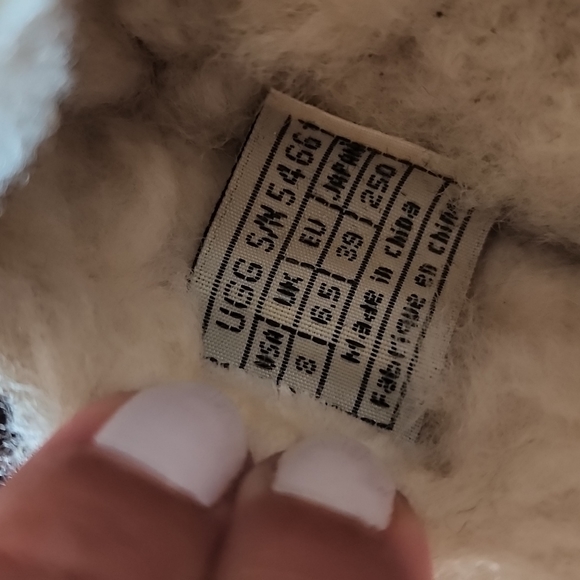 UGG S/N 5466
USA UK EU JAPAN
8 6.5 39 250
Made in China
Fabrique en Chine